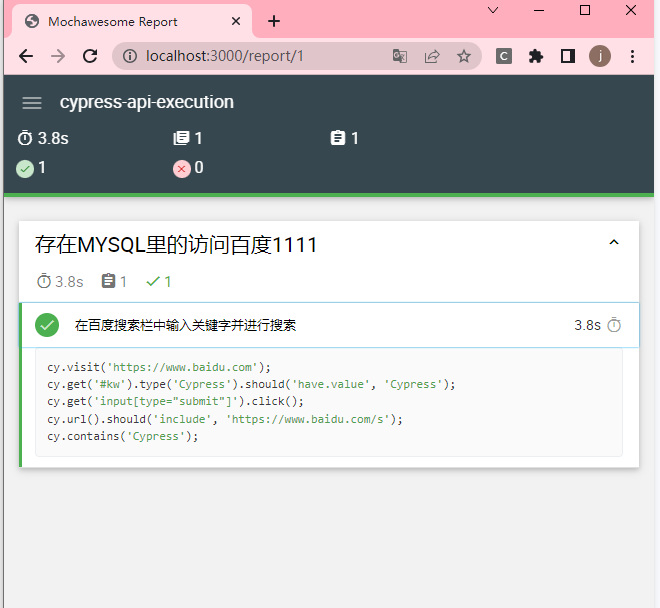 Mochawesome Report
localhost:3000/report/1
C
j
cypress-api-execution
3.8s
1
1
1
0
存在MYSQL里的访问百度1111
3.8s
1
1
在百度搜索栏中输入关键字并进行搜索
3.8s
cy.visit('https://www.baidu.com');
cy.get('#kw').type('Cypress').should('have.value', 'Cypress');
cy.get('input[type="submit"]').click();
cy.url().should('include', 'https://www.baidu.com/s');
cy.contains('Cypress');